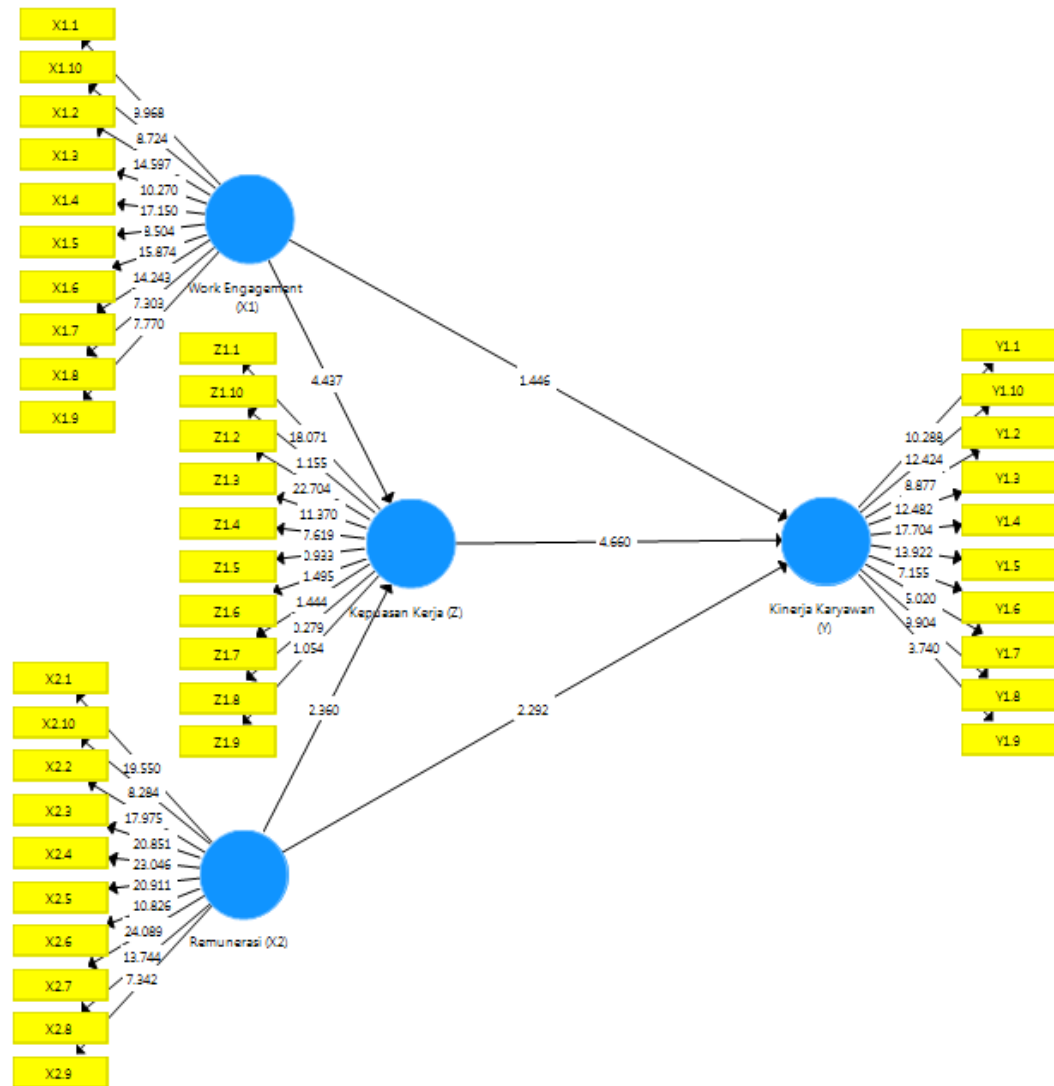 X1.1
X1.10
X1.2
X1.3
X1.4
X1.5
X1.6
X1.7
X1.8
X1.9
9.968
8.724
14.597
10.270
17.150
8.504
15.874
14.243
7.303
7.770
Work Engagement
(X1)
4.437
1.446
Z1.1
Z1.10
Z1.2
Z1.3
Z1.4
Z1.5
Z1.6
Z1.7
Z1.8
Z1.9
18.071
1.155
22.704
11.370
7.619
0.933
1.495
1.444
0.279
1.054
Kepuasan Kerja (Z)
4.660
2.360
2.292
Y1.1
Y1.10
Y1.2
Y1.3
Y1.4
Y1.5
Y1.6
Y1.7
Y1.8
Y1.9
10.288
12.424
8.877
12.482
17.704
13.922
7.155
5.020
9.904
3.740
Kinerja Karyawan
(Y)
X2.1
X2.10
X2.2
X2.3
X2.4
X2.5
X2.6
X2.7
X2.8
X2.9
19.550
8.284
17.975
20.851
23.046
20.911
10.826
24.089
13.744
7.342
Remunerasi (X2)